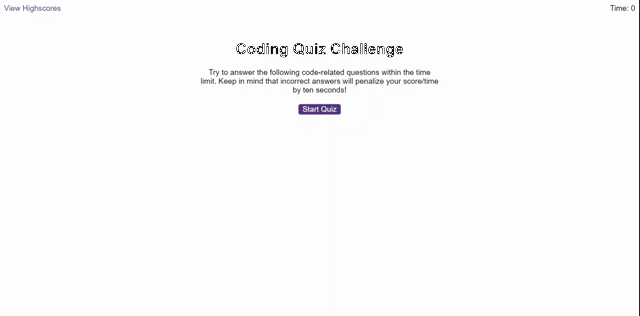 View Highscores
Time: 0
Coding Quiz Challenge
Try to answer the following code-related questions within the time
limit. Keep in mind that incorrect answers will penalize your score/time
by ten seconds!
Start Quiz